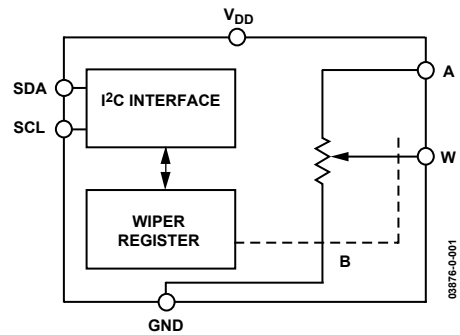 VDD
SDA
SCL
I2C INTERFACE
A
W
WIPER
REGISTER
B
GND
03876-0-001